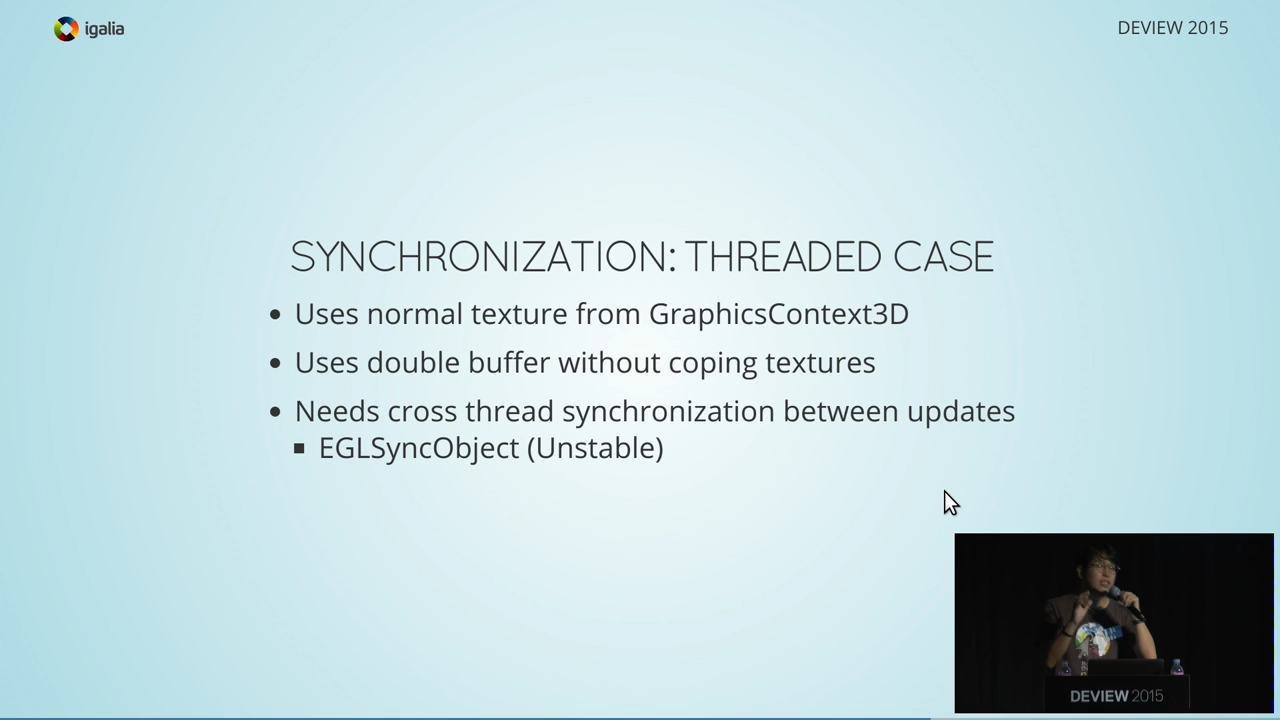 igalia
DEVIEW 2015
SYNCHRONIZATION: THREADED CASE
Uses normal texture from GraphicsContext3D
Uses double buffer without coping textures
Needs cross thread synchronization between updates
EGLSyncObject (Unstable)
DEVIEW 2015